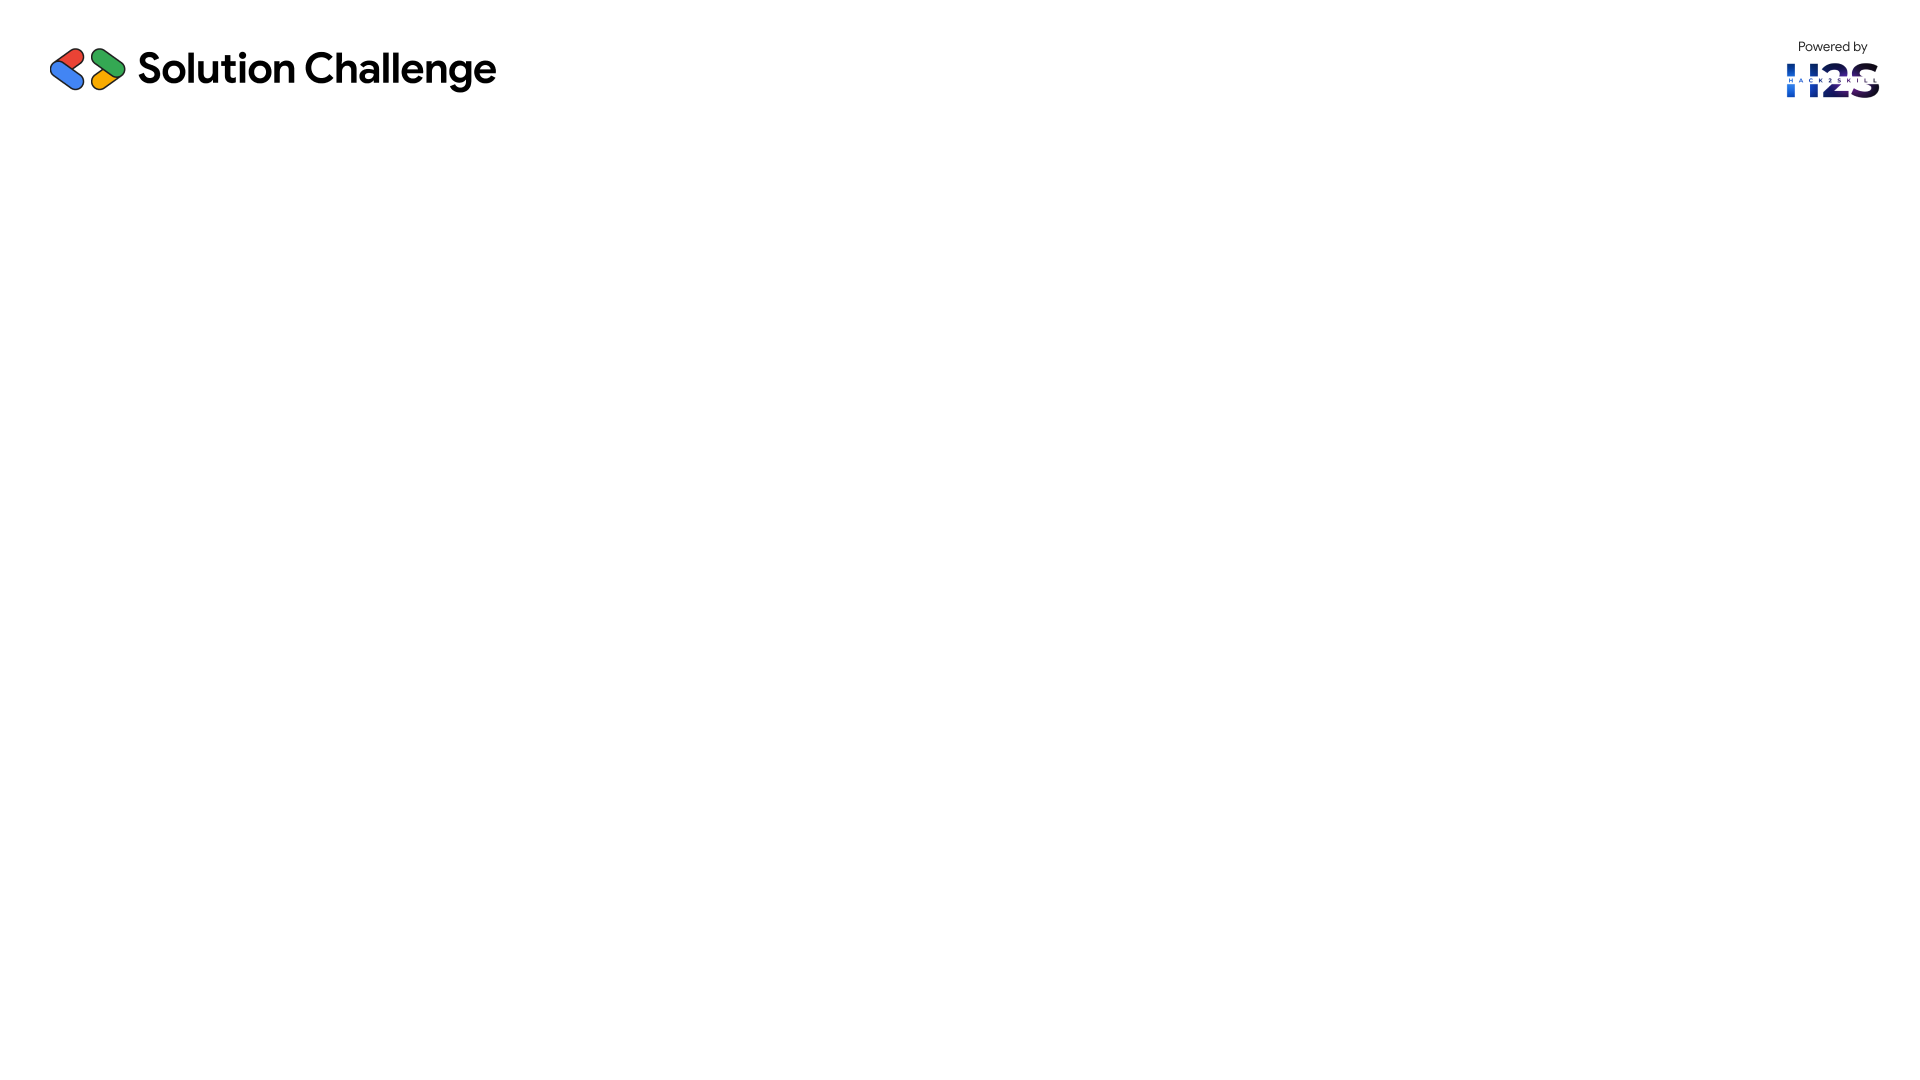 Solution Challenge
Powered by
H2S
HACK2SKILL